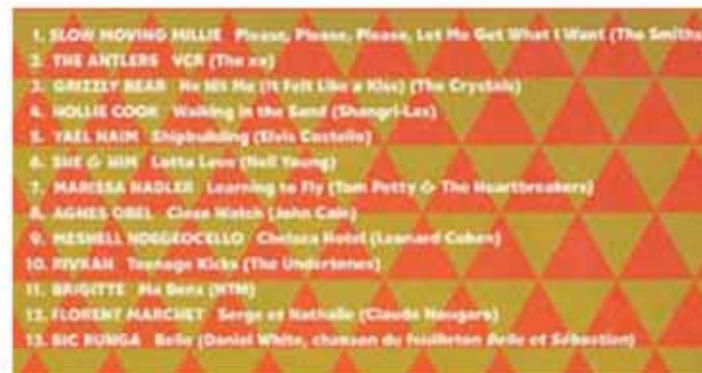 1. SLOW MOVING MILLIE Please, Please, Please, Let Me Get What I Want (The Smiths
2. THE ANTLERS VCR (The xx)
3. GRIZZLY BEAR He Hit Me (It Felt Like a Kiss) (The Crystals)
4. HOLLIE COOK Walking in the Sand (Shangri-Las)
5. YAEL NAIM Shipbuilding (Elvis Costello)
6. SHE & HIM Lotta Love (Neil Young)
7. MARISSA NADLER Learning to Fly (Tom Petty & The Heartbreakers)
8. AGNES OBEL Close Watch (John Cale)
9. MESHELL NDEGEOCELLO Chelsea Hotel (Leonard Cohen)
10. RIVKAH Teenage Kicks (The Undertones)
11. BRIGITTE Ma Benz (NTM)
12. FLORENT MARCHET Serge et Nathalie (Claude Nougaro)
13. BIC RUNGA Belle (Daniel White, chanson du feuilleton Belle et Sébastien)